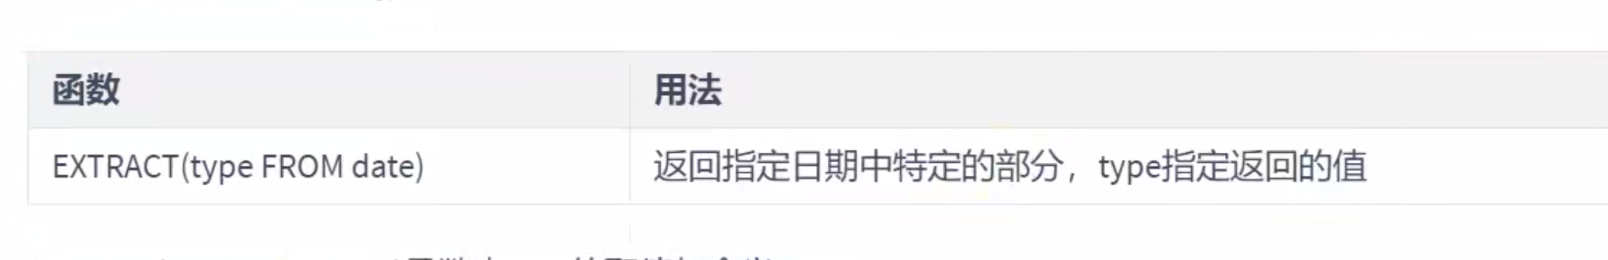 函数 用法
EXTRACT(type FROM date) 返回指定日期中特定的部分，type指定返回的值